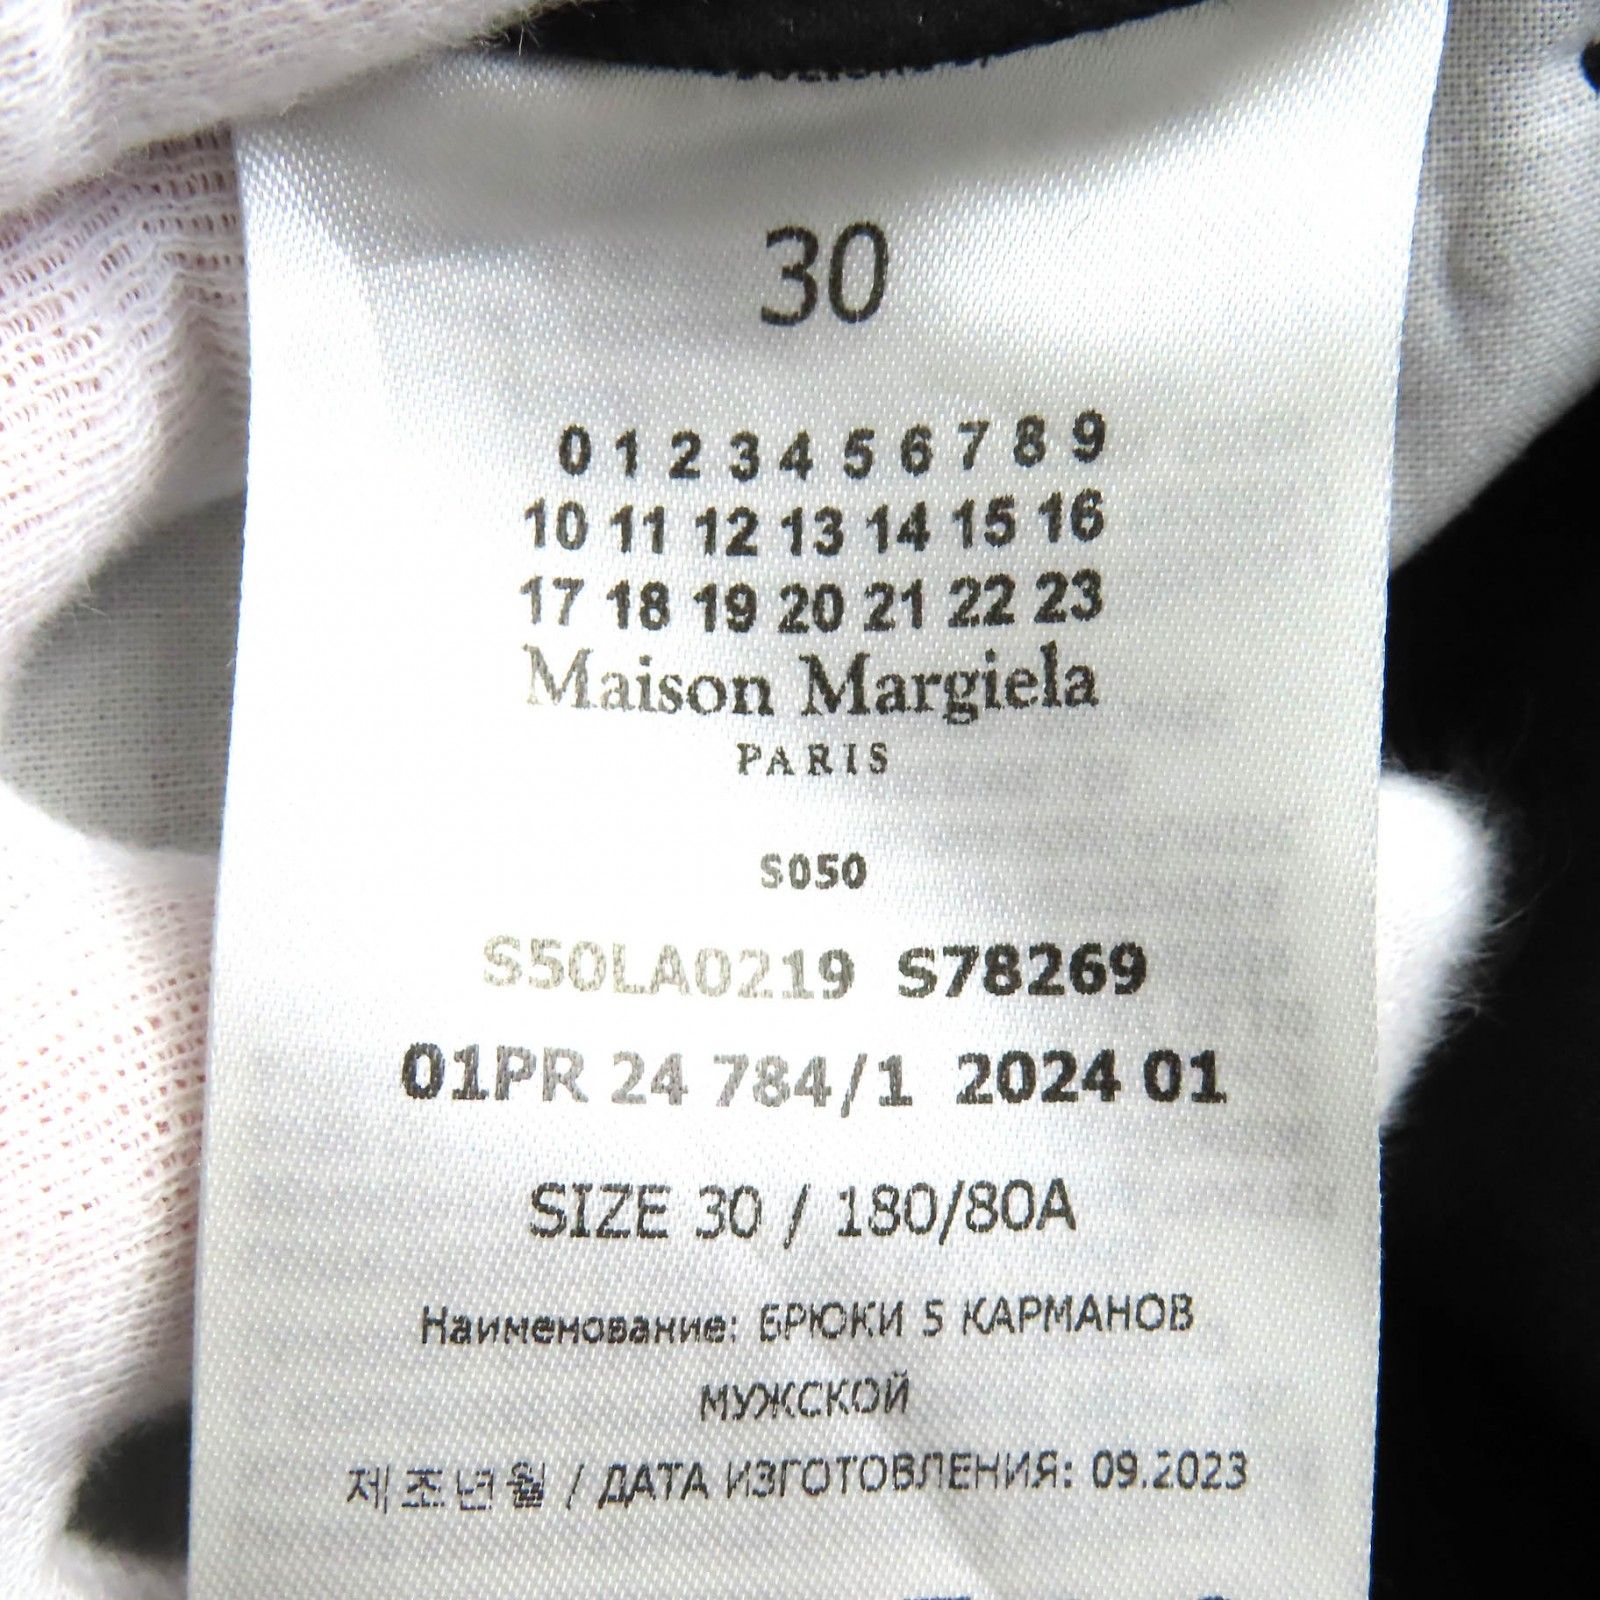 30
0 1 2 3 4 5 6 7 8 9
10 11 12 13 14 15 16
17 18 19 20 21 22 23
Maison Margiela
PARIS
S050
S50LA0219 S78269
01PR 24 784/1 2024 01
SIZE 30 / 180/80A
Наименование: БРЮКИ 5 КАРМАНОВ
МУЖСКОЙ
제조년월 / ДАТА ИЗГОТОВЛЕНИЯ: 09.2023